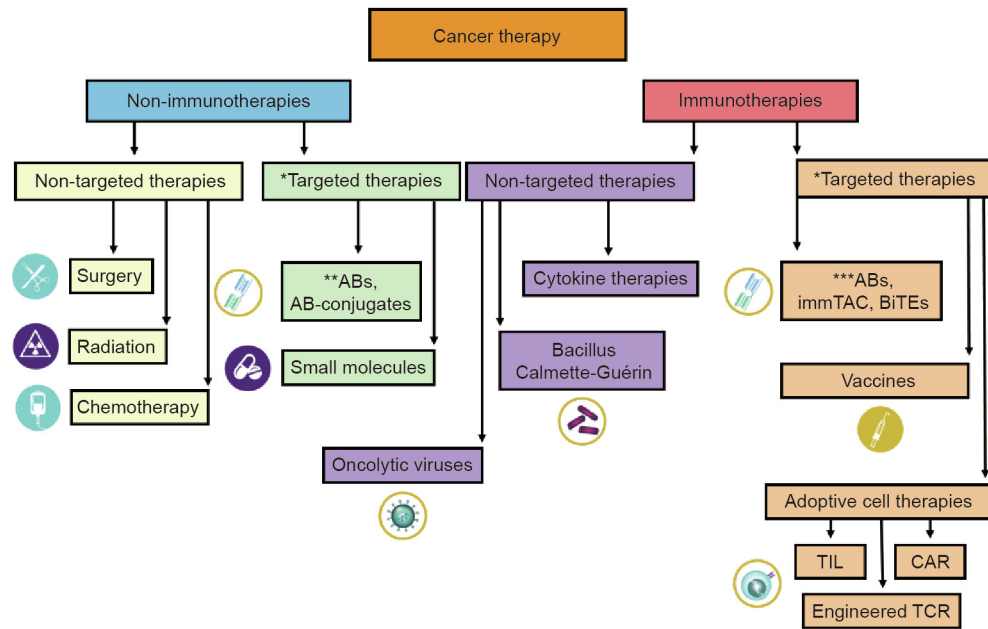 Cancer therapy
Non-immunotherapies
Immunotherapies
Non-targeted therapies
*Targeted therapies
Non-targeted therapies
*Targeted therapies
Surgery
Radiation
Chemotherapy
**ABs,
AB-conjugates
Small molecules
Cytokine therapies
Bacillus
Calmette-Guérin
Oncolytic viruses
***ABs,
immTAC, BiTEs
Vaccines
Adoptive cell therapies
TIL
CAR
Engineered TCR